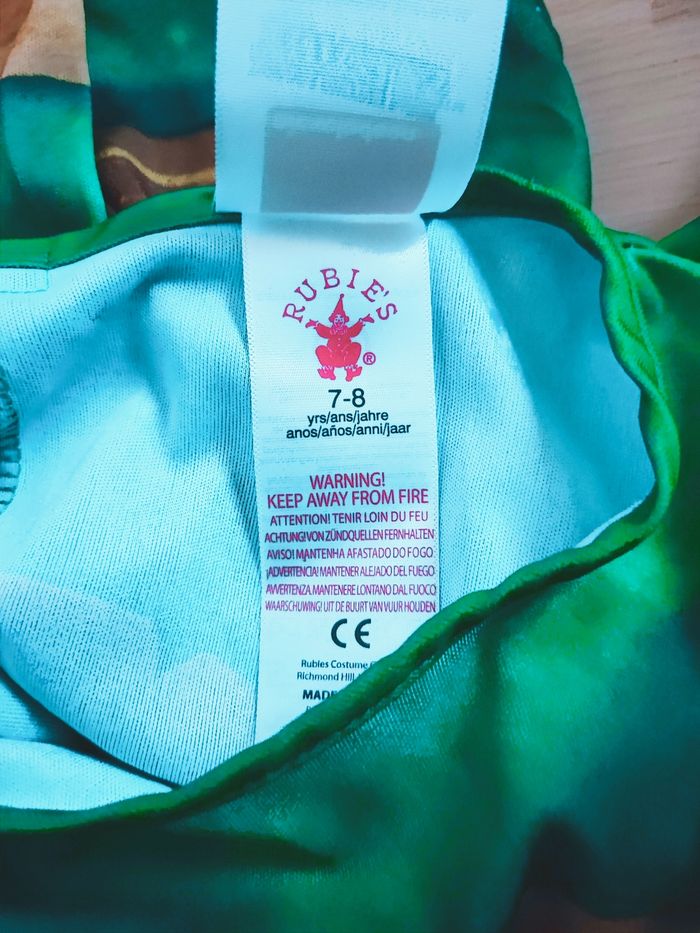 RUBIE'S
®
7-8
yrs/ans/jahre
anos/años/anni/jaar
WARNING!
KEEP AWAY FROM FIRE
ATTENTION! TENIR LOIN DU FEU
ACHTUNG! VON ZÜNDQUELLEN FERNHALTEN
AVISO! MANTENHA AFASTADO DO FOGO
¡ADVERTENCIA! MANTENER ALEJADO DEL FUEGO
AVVERTENZA MANTENERE LONTANO DAL FUOCO
WAARSCHUWING! UIT DE BUURT VAN VUUR HOUDEN
CE
Rubies Costume
Richmond Hill
MADE